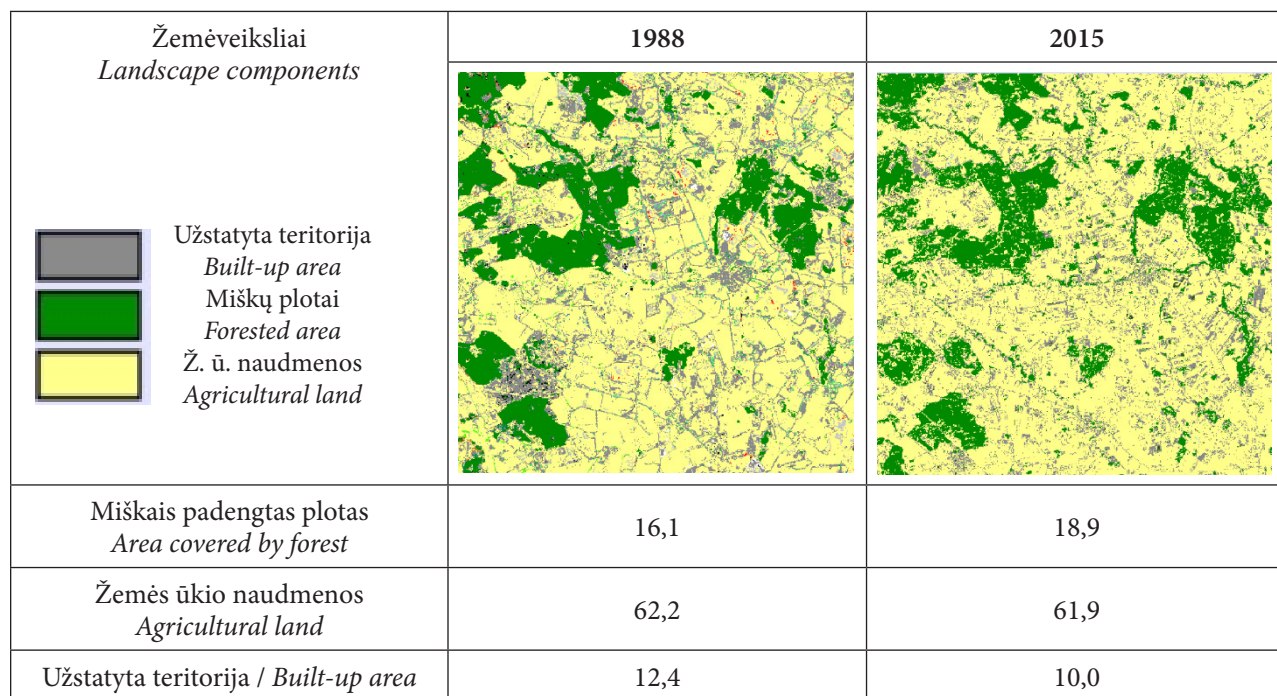 Žemėveiksliai
Landscape components
1988
2015
Užstatyta teritorija
Built-up area
Miškų plotai
Forested area
Ž. ū. naudmenos
Agricultural land
Miškais padengtas plotas
Area covered by forest
16,1
18,9
Žemės ūkio naudmenos
Agricultural land
62,2
61,9
Užstatyta teritorija / Built-up area
12,4
10,0